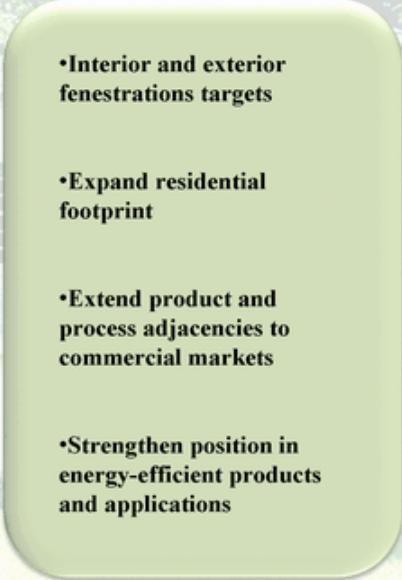 •Interior and exterior
fenestrations targets
•Expand residential
footprint
•Extend product and
process adjacencies to
commercial markets
•Strengthen position in
energy-efficient products
and applications